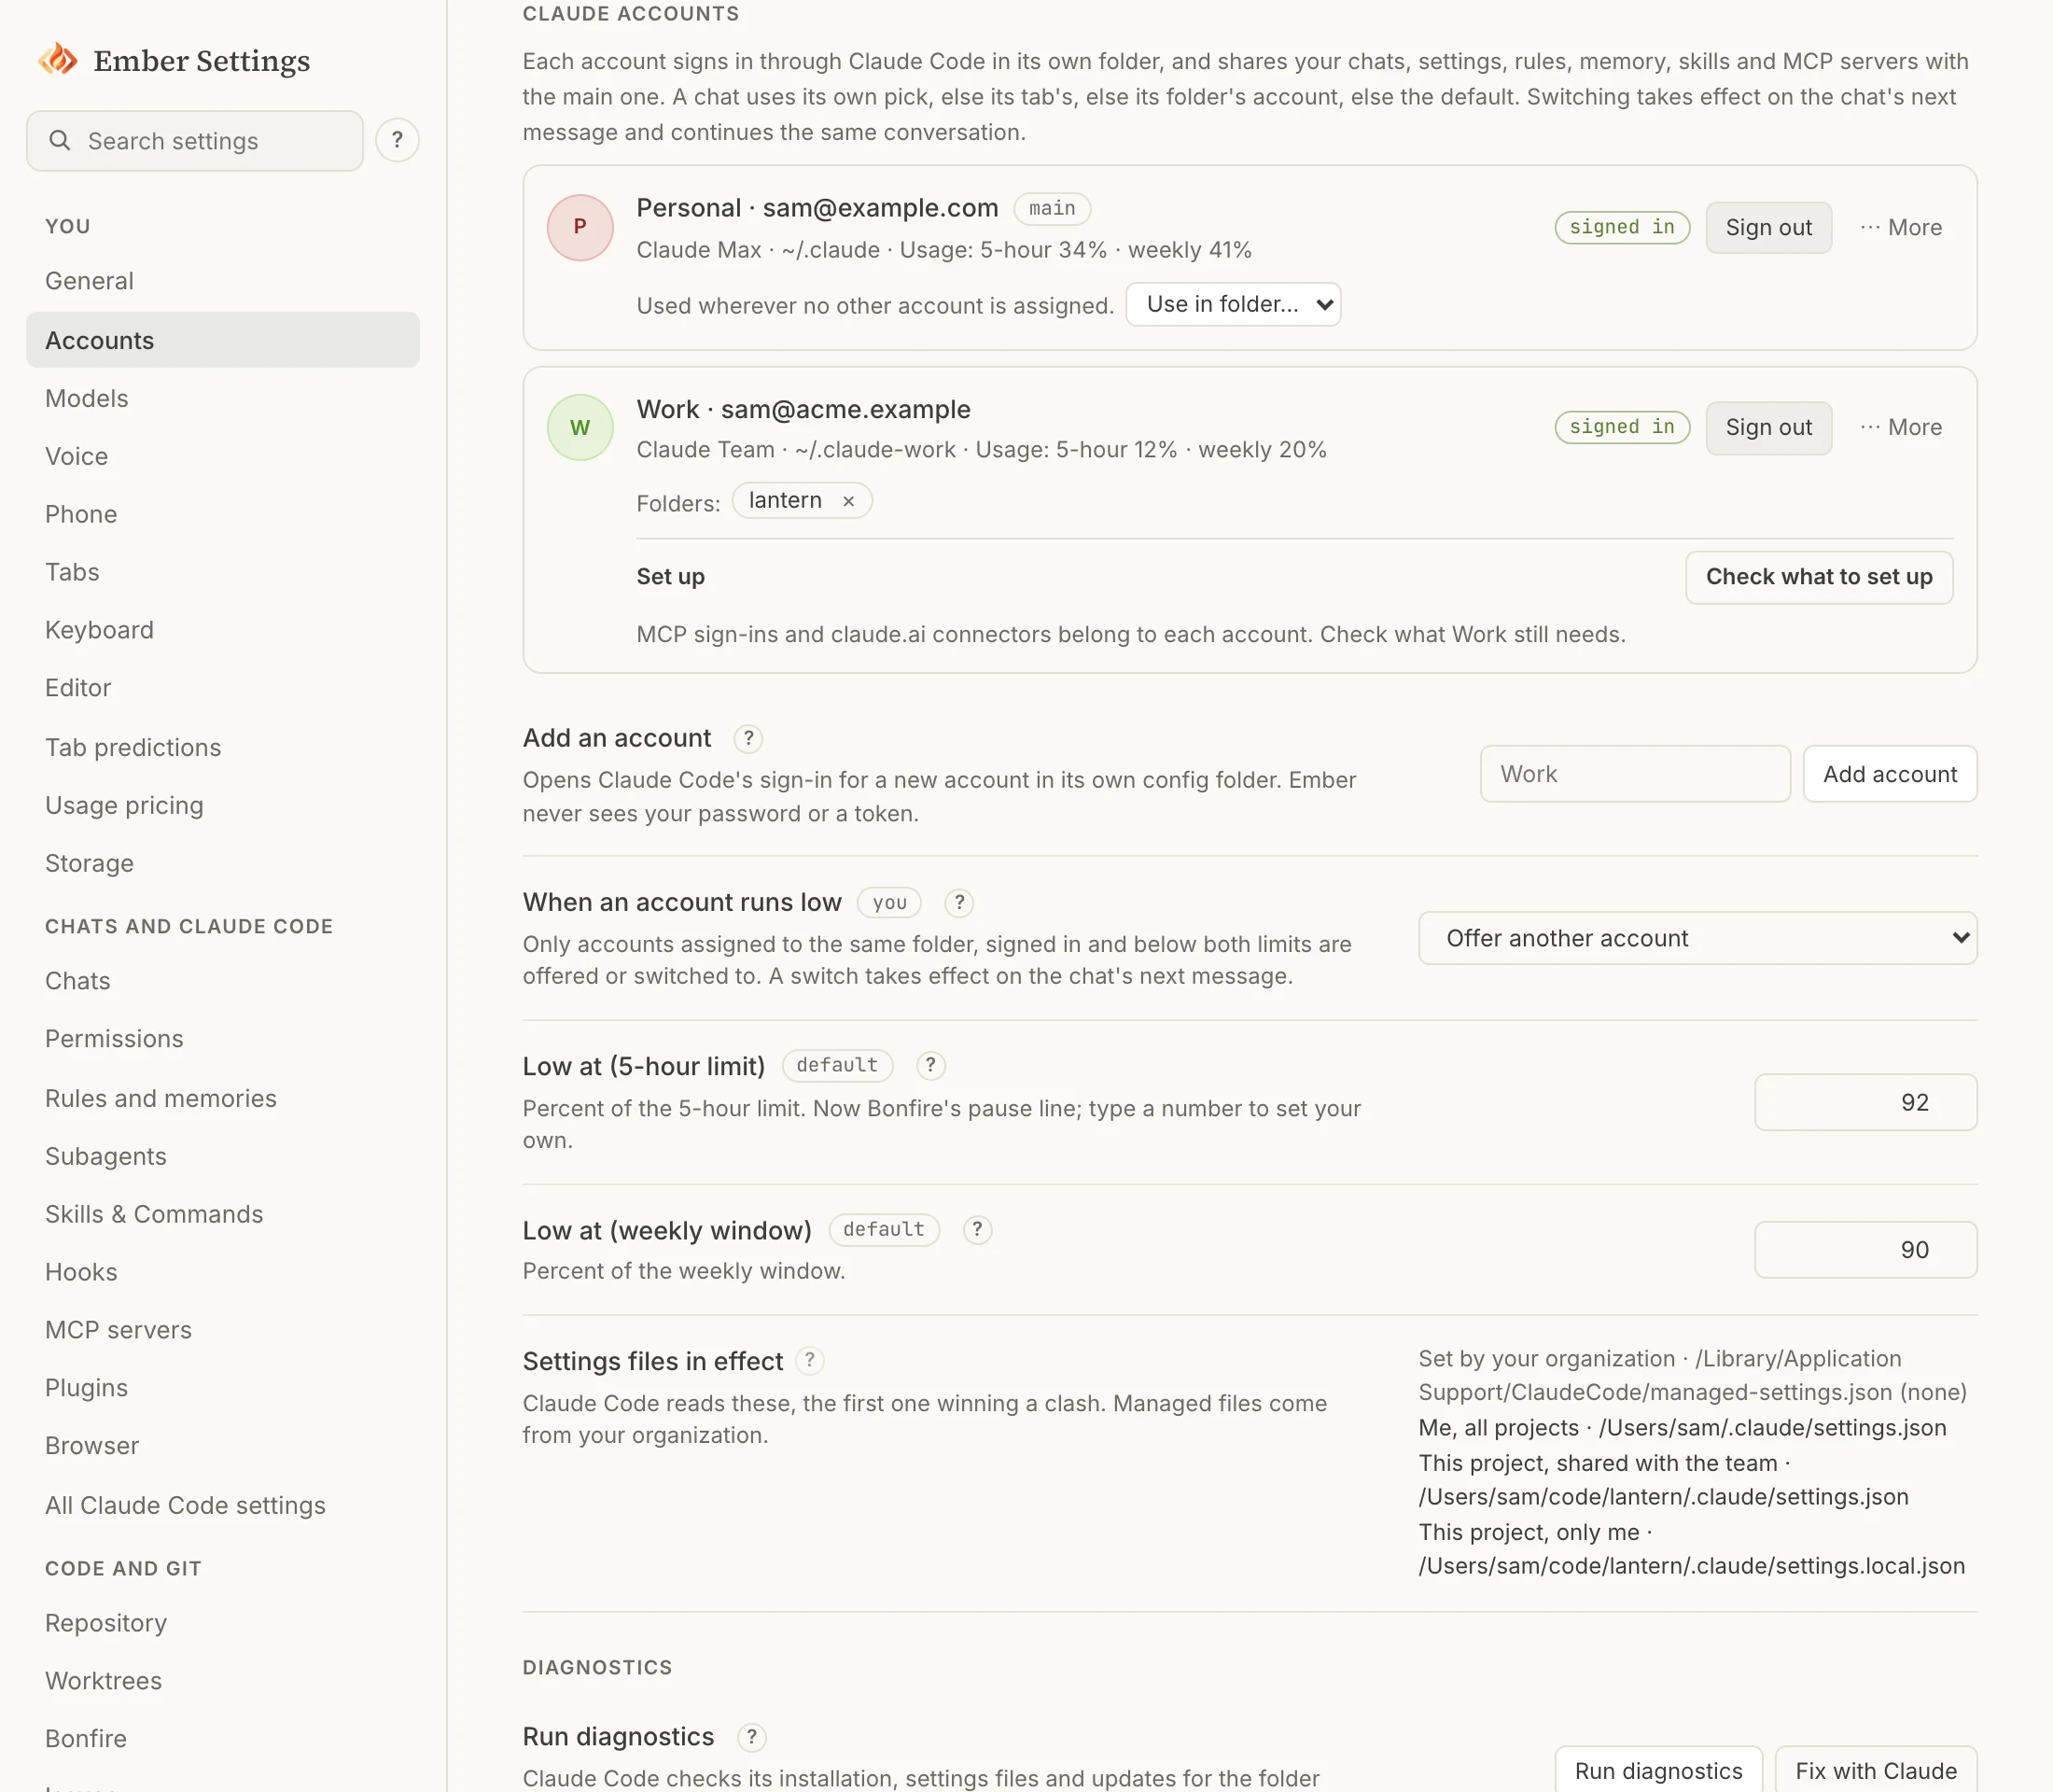 Ember Settings
Search settings
?
YOU
General
Accounts
Models
Voice
Phone
Tabs
Keyboard
Editor
Tab predictions
Usage pricing
Storage
CHATS AND CLAUDE CODE
Chats
Permissions
Rules and memories
Subagents
Skills & Commands
Hooks
MCP servers
Plugins
Browser
All Claude Code settings
CODE AND GIT
Repository
Worktrees
Bonfire
CLAUDE ACCOUNTS
Each account signs in through Claude Code in its own folder, and shares your chats, settings, rules, memory, skills and MCP servers with
the main one. A chat uses its own pick, else its tab's, else its folder's account, else the default. Switching takes effect on the chat's next
message and continues the same conversation.
P
Personal · sam@example.com main
Claude Max · ~/.claude · Usage: 5-hour 34% · weekly 41%
Used wherever no other account is assigned. Use in folder...
signed in Sign out ··· More
W
Work · sam@acme.example
Claude Team · ~/.claude-work · Usage: 5-hour 12% · weekly 20%
signed in Sign out ··· More
Folders: lantern ×
Set up
Check what to set up
MCP sign-ins and claude.ai connectors belong to each account. Check what Work still needs.
Add an account ?
Opens Claude Code's sign-in for a new account in its own config folder. Ember
never sees your password or a token.
Work
Add account
When an account runs low you ?
Only accounts assigned to the same folder, signed in and below both limits are
offered or switched to. A switch takes effect on the chat's next message.
Offer another account
Low at (5-hour limit) default ?
Percent of the 5-hour limit. Now Bonfire's pause line; type a number to set your
own.
92
Low at (weekly window) default ?
Percent of the weekly window.
90
Settings files in effect ?
Claude Code reads these, the first one winning a clash. Managed files come
from your organization.
Set by your organization · /Library/Application
Support/ClaudeCode/managed-settings.json (none)
Me, all projects · /Users/sam/.claude/settings.json
This project, shared with the team ·
/Users/sam/code/lantern/.claude/settings.json
This project, only me ·
/Users/sam/code/lantern/.claude/settings.local.json
DIAGNOSTICS
Run diagnostics ?
Claude Code checks its installation, settings files and updates for the folder
Run diagnostics
Fix with Claude